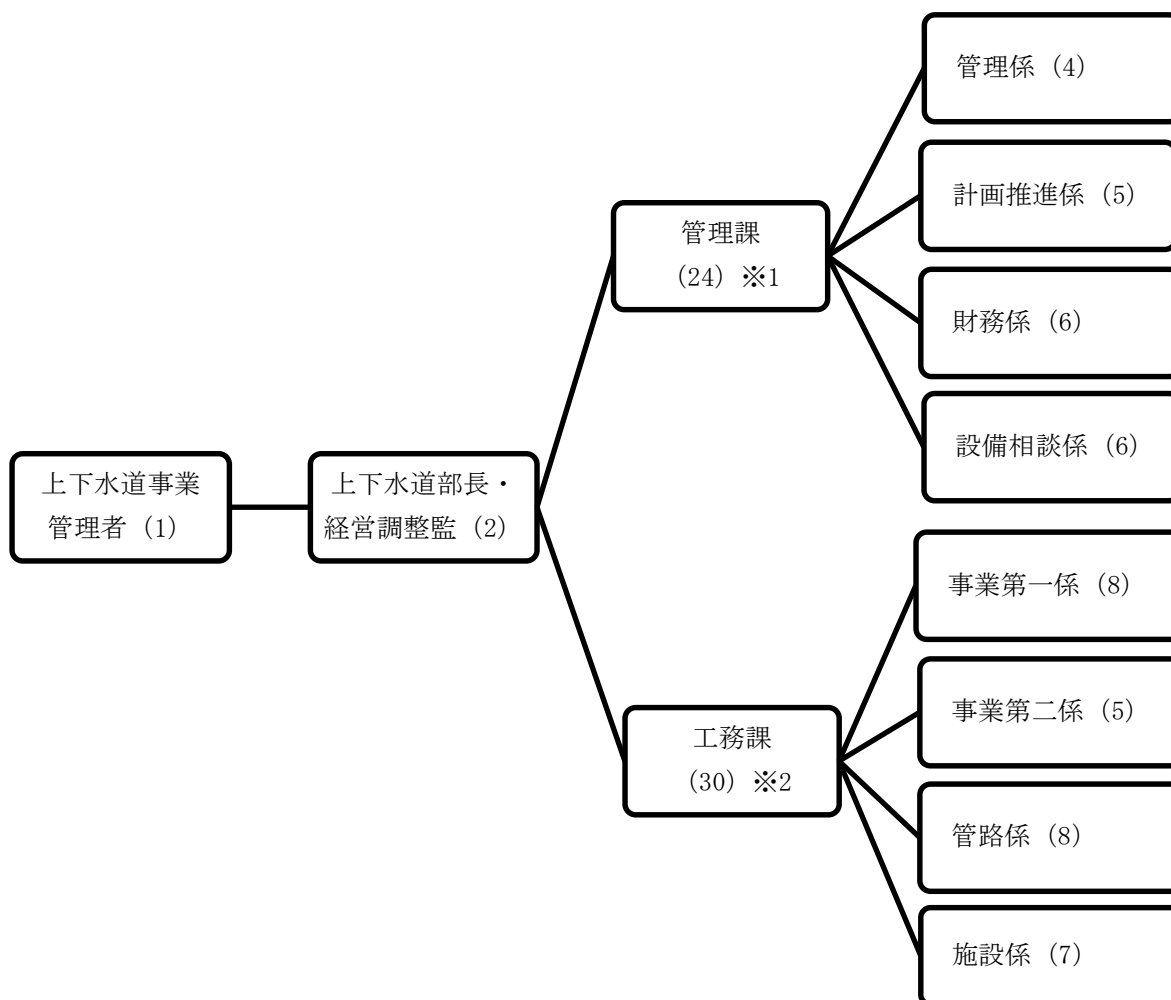 上下水道事業
管理者 (1)
上下水道部長・
経営調整監 (2)
管理課
(24) ※1
管理係 (4)
計画推進係 (5)
財務係 (6)
設備相談係 (6)
工務課
(30) ※2
事業第一係 (8)
事業第二係 (5)
管路係 (8)
施設係 (7)